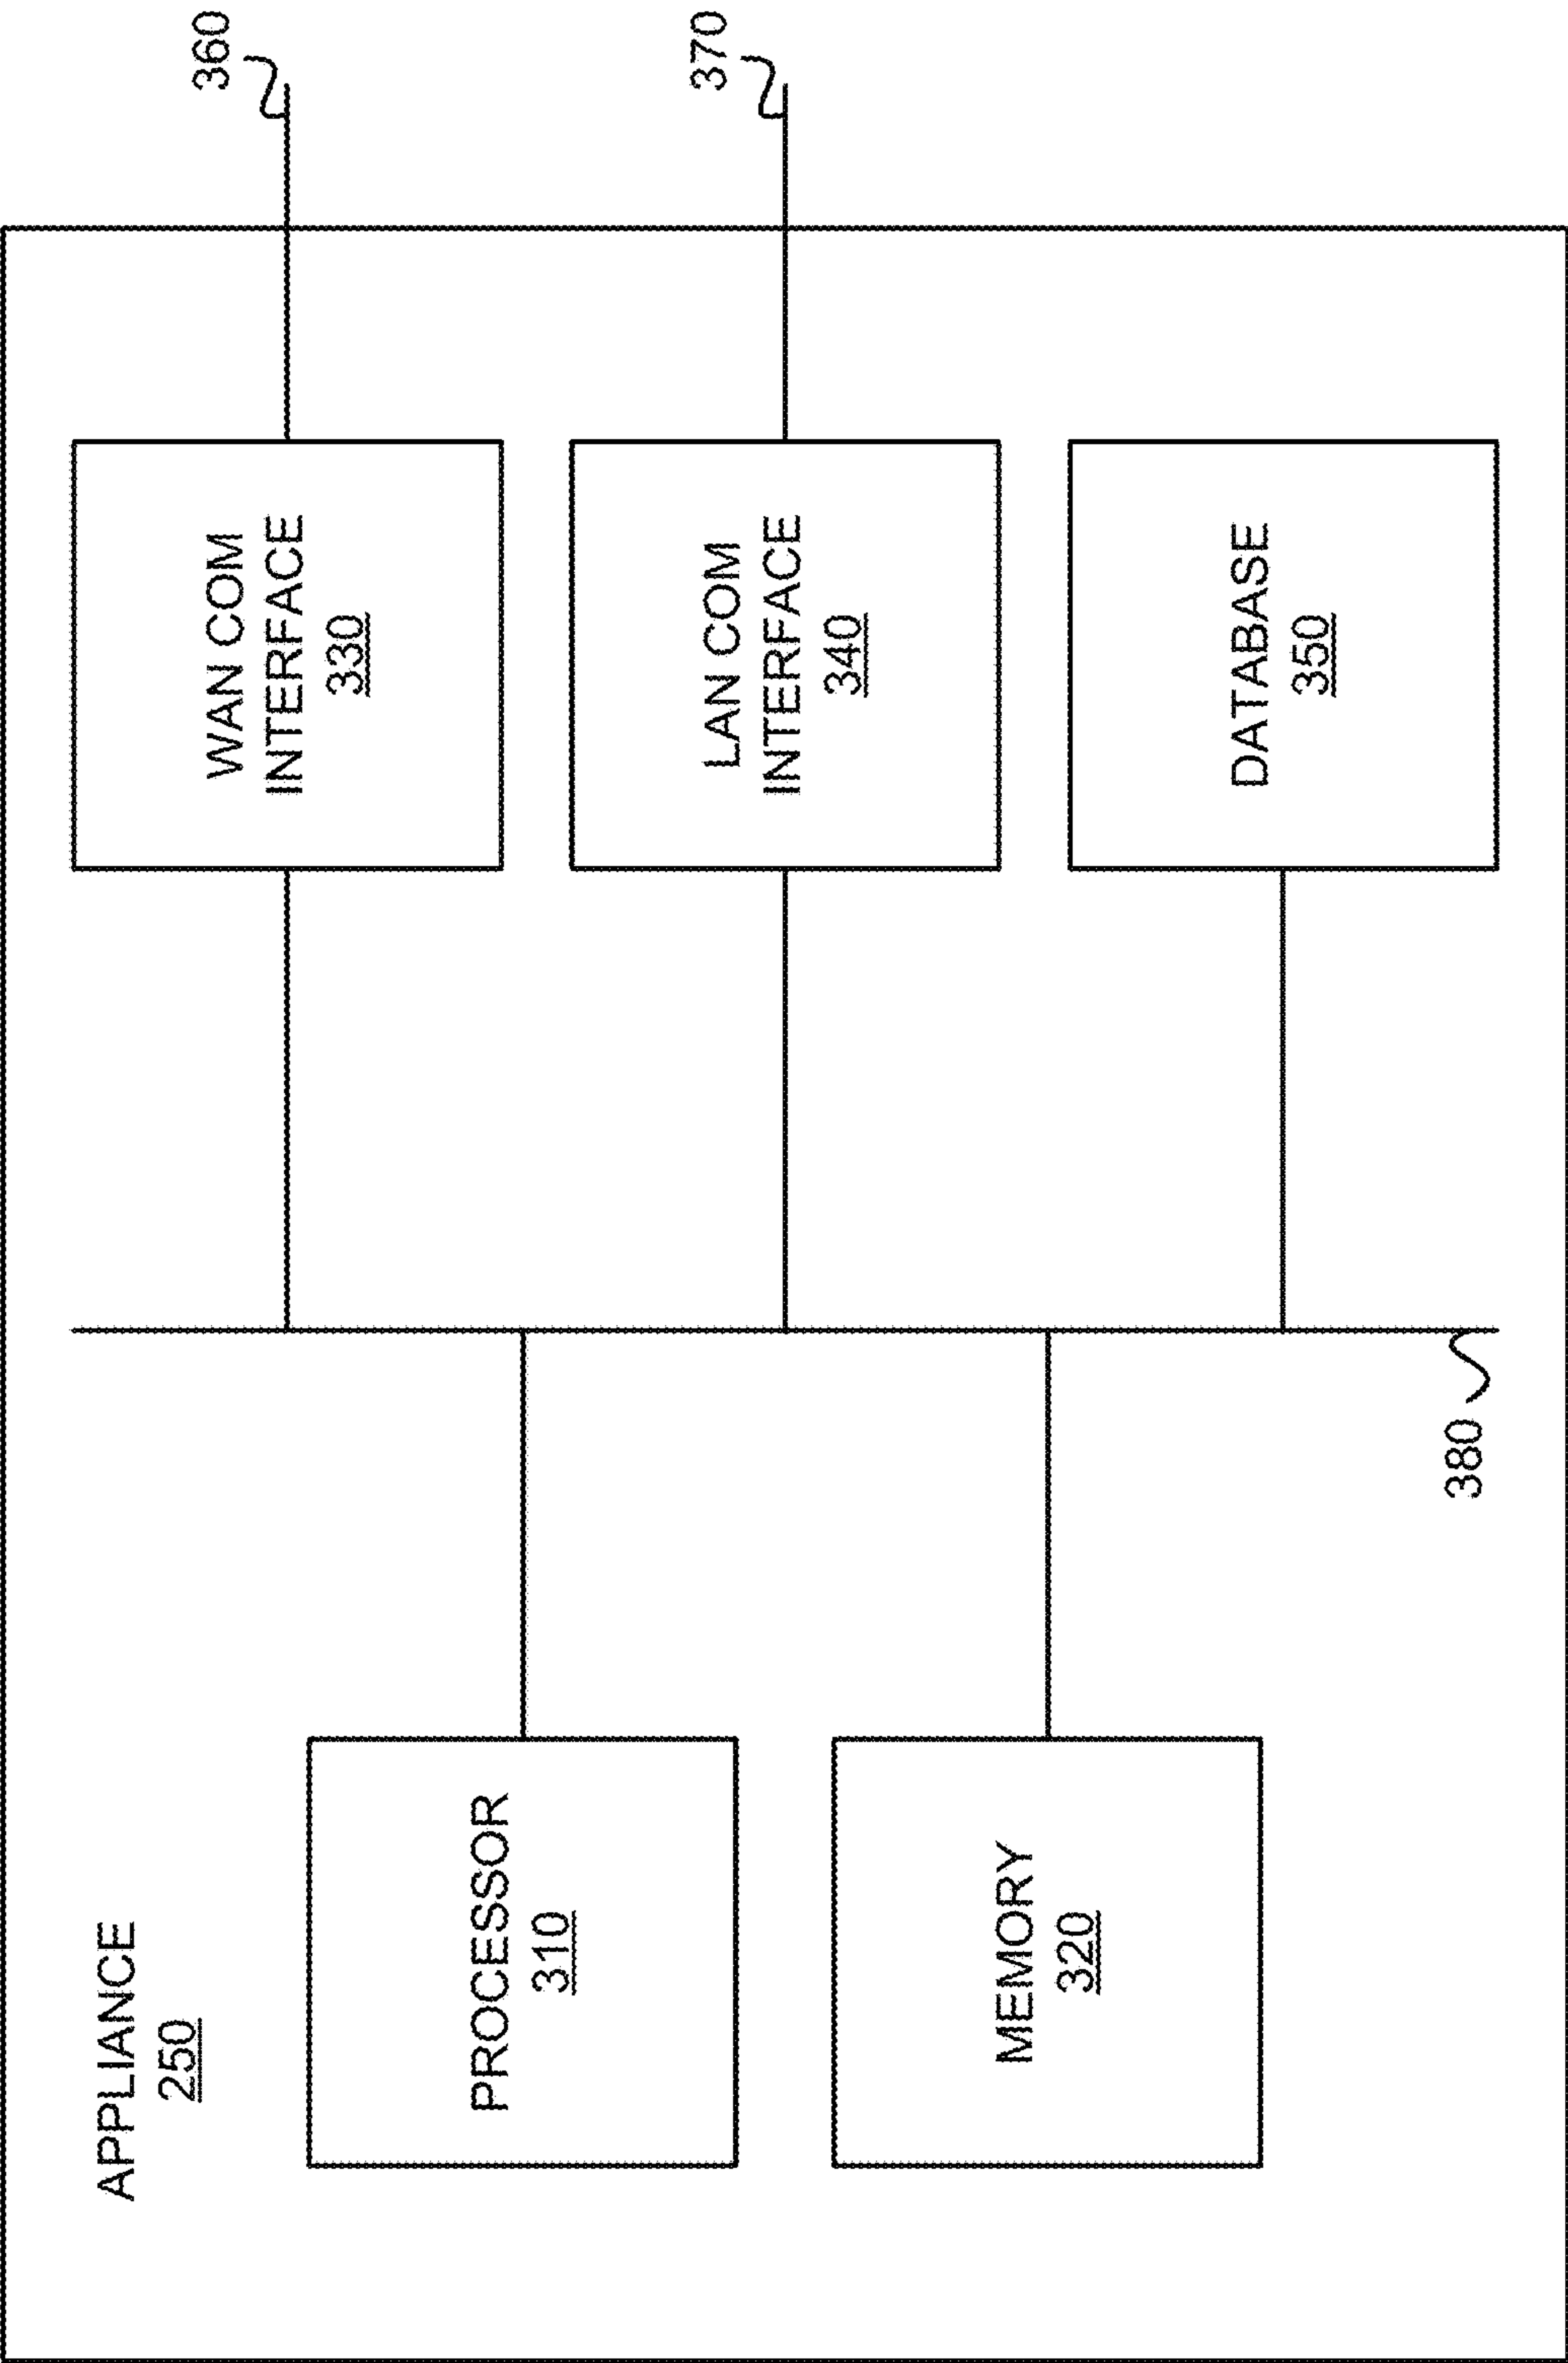 APPLIANCE
250
PROCESSOR
310
MEMORY
320
380
WAN COM
INTERFACE
330
LAN COM
INTERFACE
340
DATABASE
350
360
370